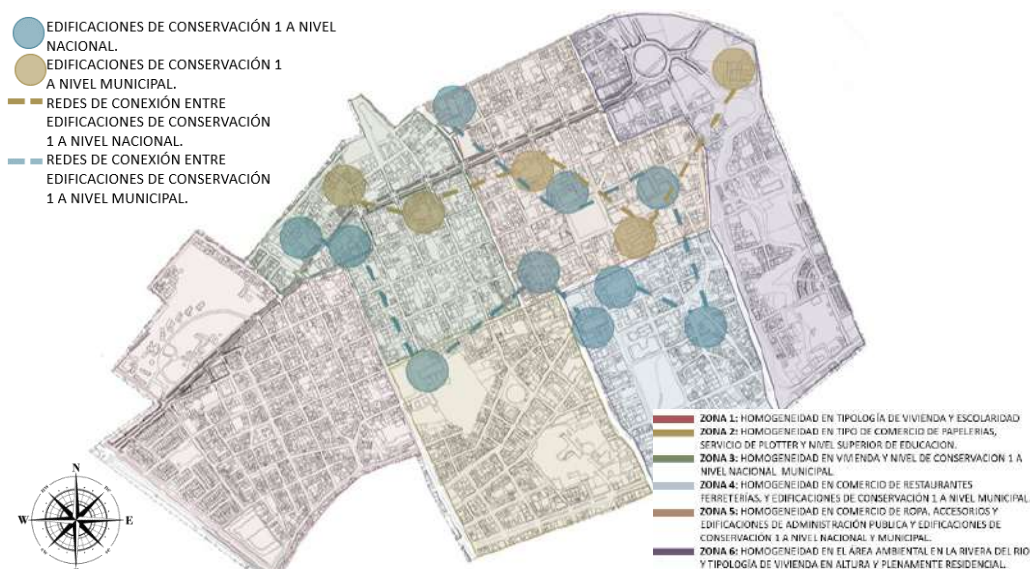 EDIFICACIONES DE CONSERVACIÓN 1 A NIVEL
NACIONAL.
EDIFICACIONES DE CONSERVACIÓN 1
A NIVEL MUNICIPAL.
REDES DE CONEXIÓN ENTRE
EDIFICACIONES DE CONSERVACIÓN
1 A NIVEL NACIONAL.
REDES DE CONEXIÓN ENTRE
EDIFICACIONES DE CONSERVACIÓN
1 A NIVEL MUNICIPAL.
N
W
E
S
ZONA 1: HOMOGENEIDAD EN TIPOLOGÍA DE VIVIENDA Y ESCOLARIDAD
ZONA 2: HOMOGENEIDAD EN TIPO DE COMERCIO DE PAPELERIAS,
SERVICIO DE PLOTTER Y NIVEL SUPERIOR DE EDUCACION.
ZONA 3: HOMOGENEIDAD EN VIVIENDA Y NIVEL DE CONSERVACIÓN 1 A
NIVEL NACIONAL MUNICIPAL.
ZONA 4: HOMOGENEIDAD EN COMERCIO DE RESTAURANTES
FERRETERÍAS, Y EDIFICACIONES DE CONSERVACIÓN 1 A NIVEL MUNICIPAL.
ZONA 5: HOMOGENEIDAD EN COMERCIO DE ROPA, ACCESORIOS Y
EDIFICACIONES DE ADMINISTRACIÓN PUBLICA Y EDIFICACIONES DE
CONSERVACIÓN 1 A NIVEL NACIONAL Y MUNICIPAL.
ZONA 6: HOMOGENEIDAD EN EL ÁREA AMBIENTAL EN LA RIVERA DEL RIO
Y TIPOLOGÍA DE VIVIENDA EN ALTURA Y PLENAMENTE RESIDENCIAL.